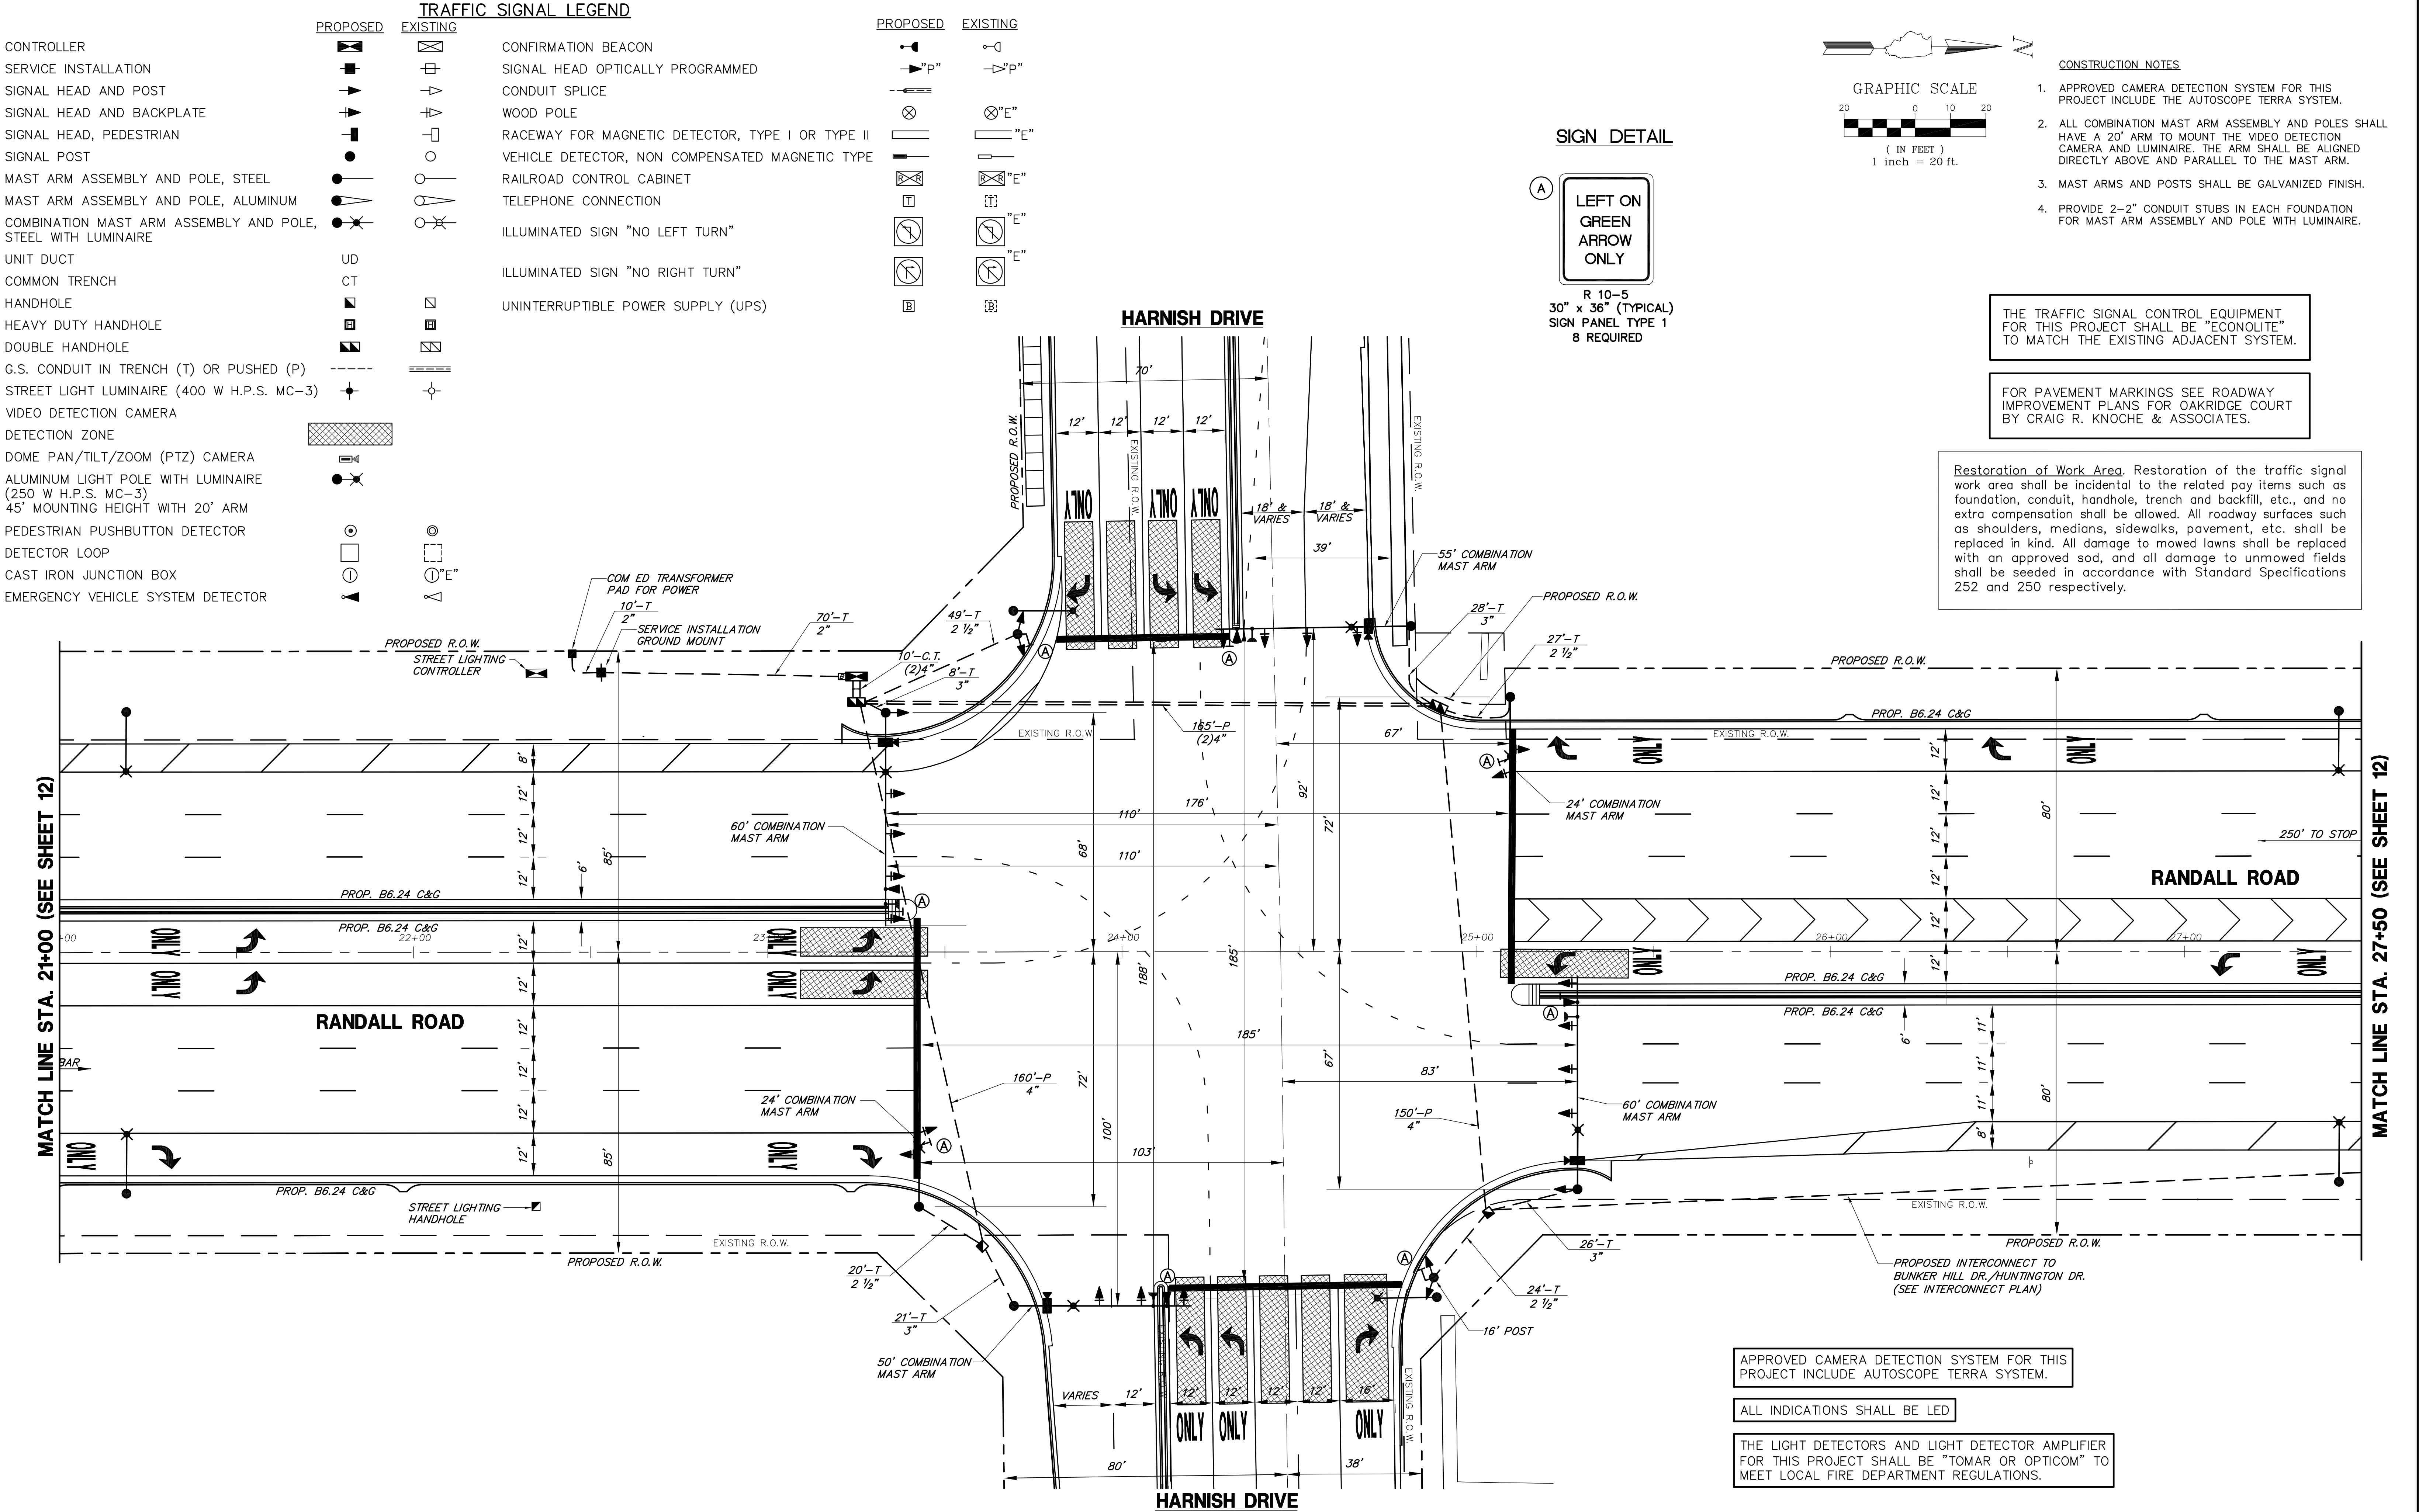 TRAFFIC SIGNAL LEGEND
PROPOSED EXISTING
CONTROLLER
SERVICE INSTALLATION
SIGNAL HEAD AND POST
SIGNAL HEAD AND BACKPLATE
SIGNAL HEAD, PEDESTRIAN
SIGNAL POST
MAST ARM ASSEMBLY AND POLE, STEEL
MAST ARM ASSEMBLY AND POLE, ALUMINUM
COMBINATION MAST ARM ASSEMBLY AND POLE,
STEEL WITH LUMINAIRE
UNIT DUCT UD
COMMON TRENCH CT
HANDHOLE
HEAVY DUTY HANDHOLE H H
DOUBLE HANDHOLE
G.S. CONDUIT IN TRENCH (T) OR PUSHED (P)
STREET LIGHT LUMINAIRE (400 W H.P.S. MC-3)
VIDEO DETECTION CAMERA
DETECTION ZONE
DOME PAN/TILT/ZOOM (PTZ) CAMERA
ALUMINUM LIGHT POLE WITH LUMINAIRE
(250 W H.P.S. MC-3)
45' MOUNTING HEIGHT WITH 20' ARM
PEDESTRIAN PUSHBUTTON DETECTOR
DETECTOR LOOP
CAST IRON JUNCTION BOX "E"
EMERGENCY VEHICLE SYSTEM DETECTOR
PROPOSED EXISTING
CONFIRMATION BEACON
SIGNAL HEAD OPTICALLY PROGRAMMED "P" "P"
CONDUIT SPLICE
WOOD POLE "E"
RACEWAY FOR MAGNETIC DETECTOR, TYPE I OR TYPE II "E"
VEHICLE DETECTOR, NON COMPENSATED MAGNETIC TYPE
RAILROAD CONTROL CABINET R R R R "E"
TELEPHONE CONNECTION T T
ILLUMINATED SIGN "NO LEFT TURN" "E"
ILLUMINATED SIGN "NO RIGHT TURN" "E"
UNINTERRUPTIBLE POWER SUPPLY (UPS) B B
SIGN DETAIL
A
LEFT ON
GREEN
ARROW
ONLY
R 10-5
30" x 36" (TYPICAL)
SIGN PANEL TYPE 1
8 REQUIRED
N
GRAPHIC SCALE
20 0 10 20
( IN FEET )
1 inch = 20 ft.
CONSTRUCTION NOTES
1. APPROVED CAMERA DETECTION SYSTEM FOR THIS
PROJECT INCLUDE THE AUTOSCOPE TERRA SYSTEM.
2. ALL COMBINATION MAST ARM ASSEMBLY AND POLES SHALL
HAVE A 20' ARM TO MOUNT THE VIDEO DETECTION
CAMERA AND LUMINAIRE. THE ARM SHALL BE ALIGNED
DIRECTLY ABOVE AND PARALLEL TO THE MAST ARM.
3. MAST ARMS AND POSTS SHALL BE GALVANIZED FINISH.
4. PROVIDE 2-2" CONDUIT STUBS IN EACH FOUNDATION
FOR MAST ARM ASSEMBLY AND POLE WITH LUMINAIRE.
THE TRAFFIC SIGNAL CONTROL EQUIPMENT
FOR THIS PROJECT SHALL BE "ECONOLITE"
TO MATCH THE EXISTING ADJACENT SYSTEM.
FOR PAVEMENT MARKINGS SEE ROADWAY
IMPROVEMENT PLANS FOR OAKRIDGE COURT
BY CRAIG R. KNOCHE & ASSOCIATES.
Restoration of Work Area. Restoration of the traffic signal
work area shall be incidental to the related pay items such as
foundation, conduit, handhole, trench and backfill, etc., and no
extra compensation shall be allowed. All roadway surfaces such
as shoulders, medians, sidewalks, pavement, etc. shall be
replaced in kind. All damage to mowed lawns shall be replaced
with an approved sod, and all damage to unmowed fields
shall be seeded in accordance with Standard Specifications
252 and 250 respectively.
HARNISH DRIVE
70'
PROPOSED R.O.W.
12' 12' 12' 12'
EXISTING R.O.W.
EXISTING R.O.W.
ONLY ONLY ONLY
18' &
VARIES
18' &
VARIES
39'
55' COMBINATION
MAST ARM
COM ED TRANSFORMER
PAD FOR POWER
10'-T
2"
SERVICE INSTALLATION
GROUND MOUNT
70'-T
2"
49'-T
2 ½"
10'-C.T.
(2)4"
8'-T
3"
PROPOSED R.O.W.
STREET LIGHTING
CONTROLLER
B
A
A
PROPOSED R.O.W.
28'-T
3"
27'-T
2 ½"
PROPOSED R.O.W.
165'-P
(2)4"
67'
EXISTING R.O.W.
PROP. B6.24 C&G
EXISTING R.O.W.
ONLY ONLY
A
24' COMBINATION
MAST ARM
176'
110'
110'
92'
72'
68'
60' COMBINATION
MAST ARM
8'
12'
12'
12'
6'
85'
12'
12'
12'
12'
80'
250' TO STOP
RANDALL ROAD
MATCH LINE STA. 21+00 (SEE SHEET 12)
MATCH LINE STA. 27+50 (SEE SHEET 12)
PROP. B6.24 C&G
PROP. B6.24 C&G
A
+00 22+00 23+00 24+00 25+00 26+00 27+00
ONLY ONLY
ONLY ONLY
12'
12'
12'
12'
12'
12'
85'
RANDALL ROAD
BAR
188'
185'
185'
12'
ONLY ONLY
PROP. B6.24 C&G
PROP. B6.24 C&G
A
6'
11'
11'
11'
8'
80'
72'
100'
67'
83'
103'
160'-P
4"
150'-P
4"
24' COMBINATION
MAST ARM
A
60' COMBINATION
MAST ARM
P
ONLY ONLY
PROP. B6.24 C&G
STREET LIGHTING
HANDHOLE
EXISTING R.O.W.
PROPOSED R.O.W.
20'-T
2 ½"
21'-T
3"
50' COMBINATION
MAST ARM
A
A
EXISTING R.O.W.
PROPOSED R.O.W.
26'-T
3"
24'-T
2 ½"
16' POST
PROPOSED INTERCONNECT TO
BUNKER HILL DR./HUNTINGTON DR.
(SEE INTERCONNECT PLAN)
VARIES 12' 12' 12' 12' 12' 16'
EXISTING R.O.W.
ONLY ONLY ONLY
80' 38'
HARNISH DRIVE
APPROVED CAMERA DETECTION SYSTEM FOR THIS
PROJECT INCLUDE AUTOSCOPE TERRA SYSTEM.
ALL INDICATIONS SHALL BE LED
THE LIGHT DETECTORS AND LIGHT DETECTOR AMPLIFIER
FOR THIS PROJECT SHALL BE "TOMAR OR OPTICOM" TO
MEET LOCAL FIRE DEPARTMENT REGULATIONS.